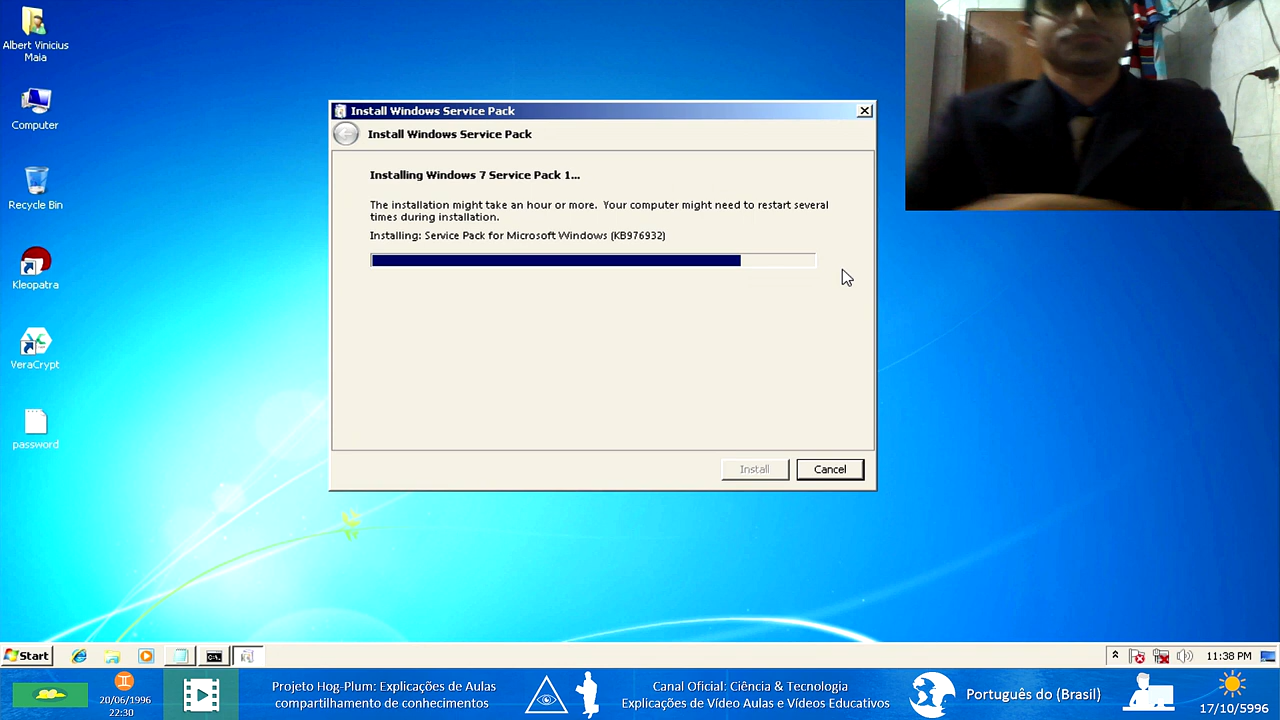 Albert Vinicius
Maia
Computer
Recycle Bin
Kleopatra
VeraCrypt
password
Install Windows Service Pack
Install Windows Service Pack
Installing Windows 7 Service Pack 1...
The installation might take an hour or more. Your computer might need to restart several
times during installation.
Installing: Service Pack for Microsoft Windows (KB976932)
Install
Cancel
Start
C:\.
11:38 PM
20/06/1996
22:30
Projeto Hog-Plum: Explicações de Aulas
compartilhamento de conhecimentos
Canal Oficial: Ciência & Tecnologia
Explicações de Vídeo Aulas e Vídeos Educativos
Português do (Brasil)
17/10/5996